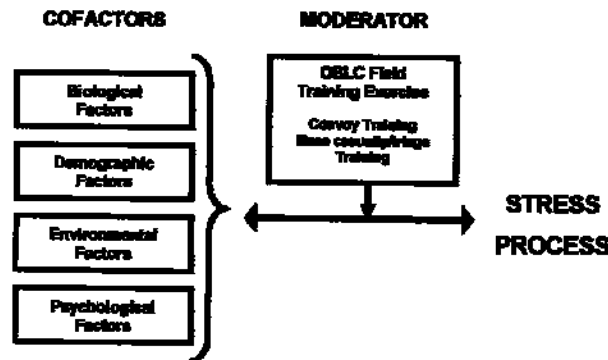 COFACTORS
MODERATOR
Biological
Factors
Demographic
Factors
Environmental
Factors
Psychological
Factors
OBLC Field
Training Exercise
Convoy Training
Mass
Training
STRESS
PROCESS